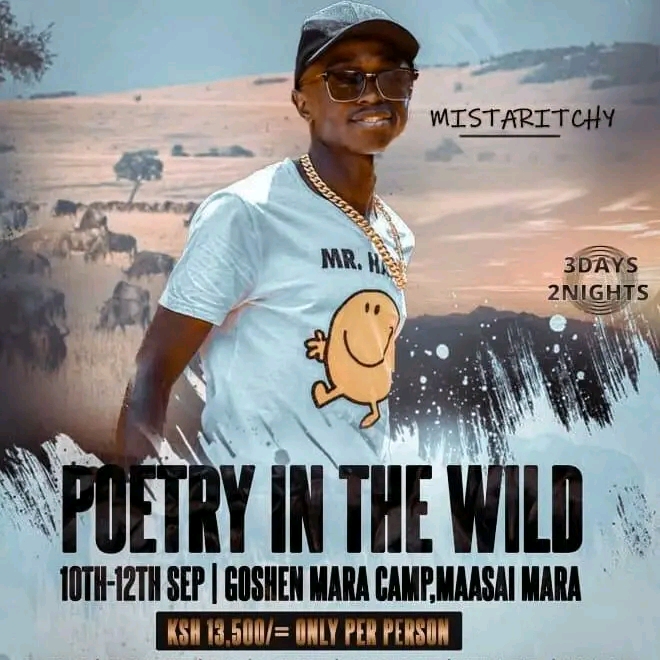 MISTARITCHY
3DAYS
2NIGHTS
MR. HA
POETRY IN THE WILD
10TH-12TH SEP | GOSHEN MARA CAMP,MAASAI MARA
KSH 13,500/= ONLY PER PERSON